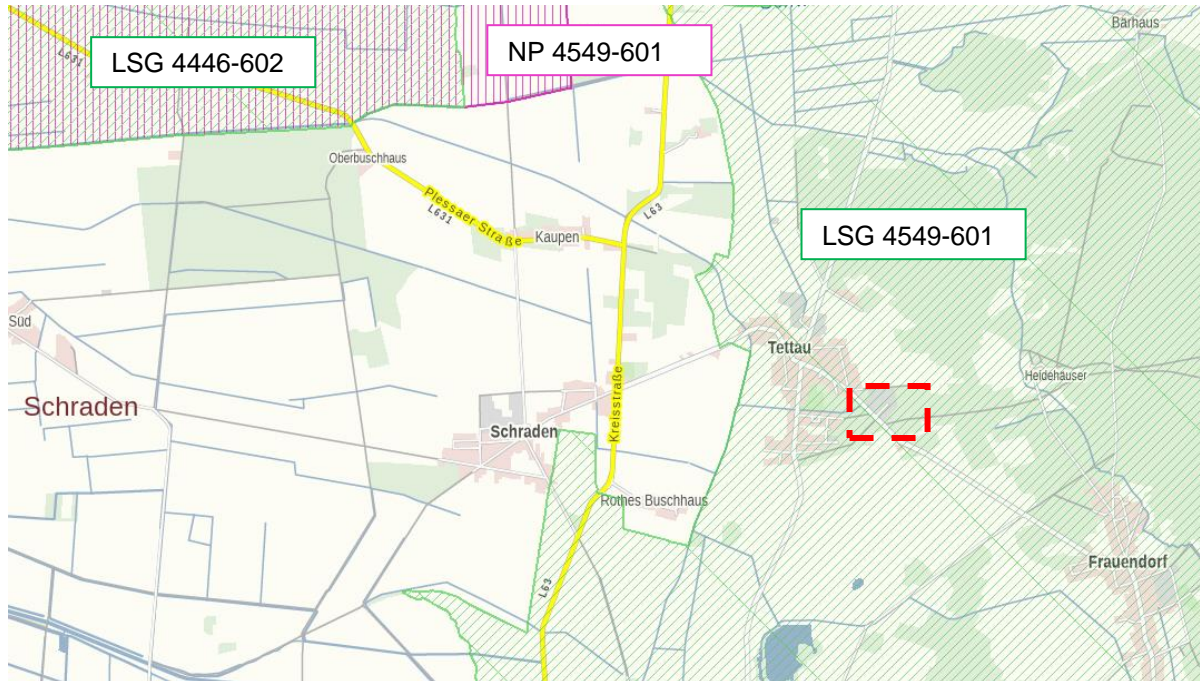 Bärhaus
L631
LSG 4446-602
NP 4549-601
Oberbuschhaus
Plessaer Straße
L631
Kaupen
L63
LSG 4549-601
Süd
Tettau
Heidehäuser
Schraden
Kreisstraße
Schraden
Rothes Buschhaus
Frauendorf
L63